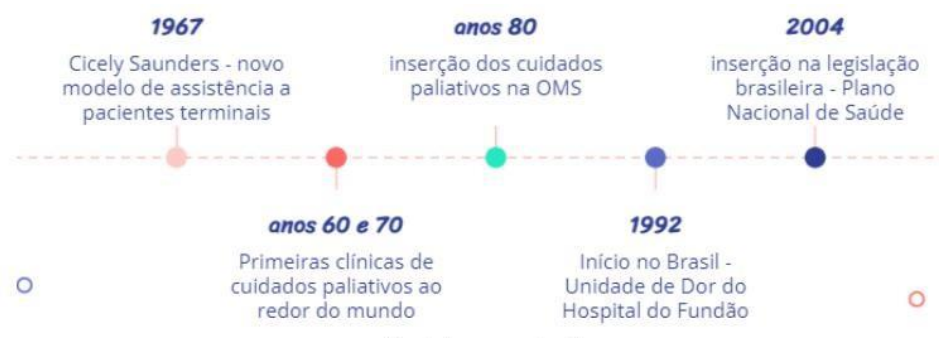 1967
Cicely Saunders - novo
modelo de assistência a
pacientes terminais
anos 60 e 70
Primeiras clínicas de
cuidados paliativos ao
redor do mundo
anos 80
inserção dos cuidados
paliativos na OMS
1992
Início no Brasil -
Unidade de Dor do
Hospital do Fundão
2004
inserção na legislação
brasileira - Plano
Nacional de Saúde